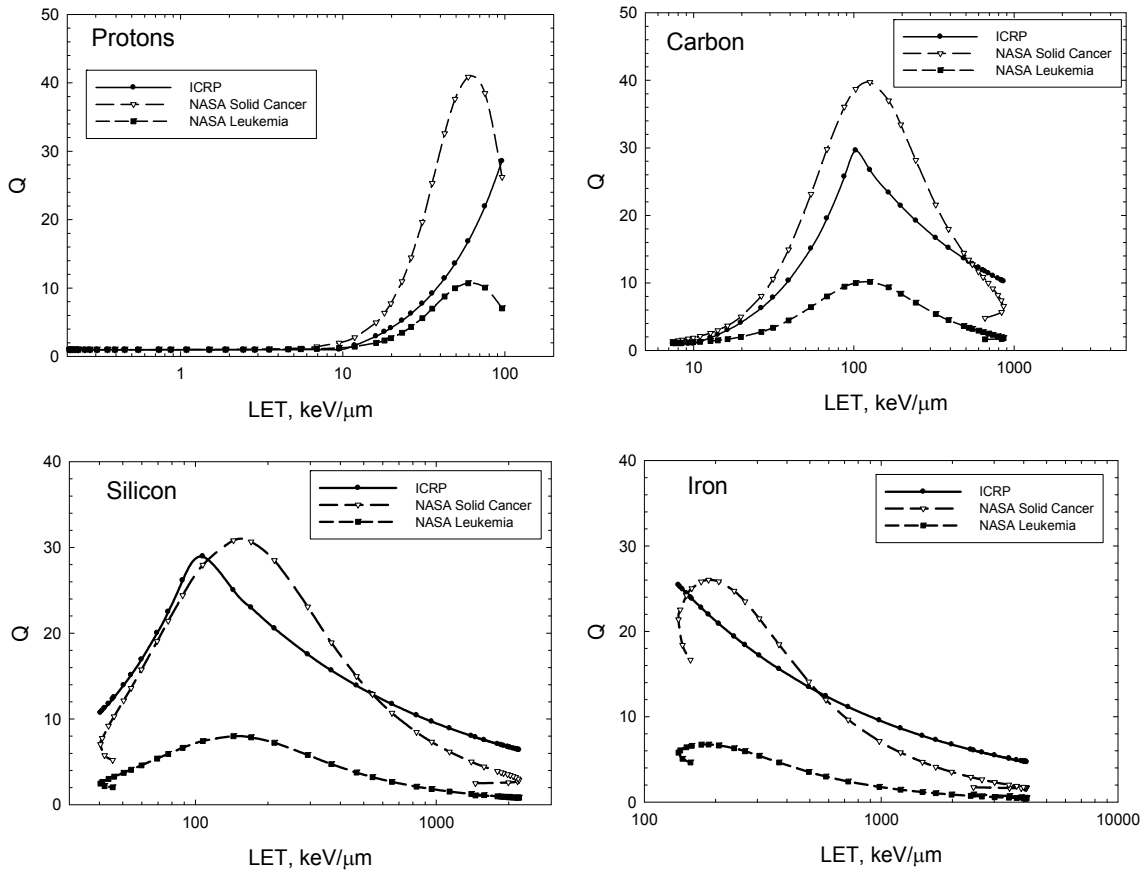 Protons
ICRP
NASA Solid Cancer
NASA Leukemia
Q
50
40
30
20
10
0
1
10
100
LET, keV/μm
Carbon
ICRP
NASA Solid Cancer
NASA Leukemia
Q
50
40
30
20
10
0
10
100
1000
LET, keV/μm
Silicon
ICRP
NASA Solid Cancer
NASA Leukemia
Q
40
30
20
10
0
100
1000
LET, keV/μm
Iron
ICRP
NASA Solid Cancer
NASA Leukemia
Q
40
30
20
10
0
100
1000
10000
LET, keV/μm